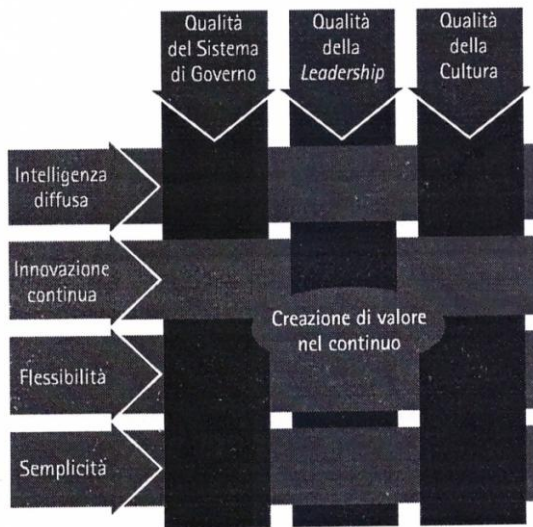 Qualità
del Sistema
di Governo
Qualità
della
Leadership
Qualità
della
Cultura
Intelligenza
diffusa
Innovazione
continua
Creazione di valore
nel continuo
Flessibilità
Semplicità